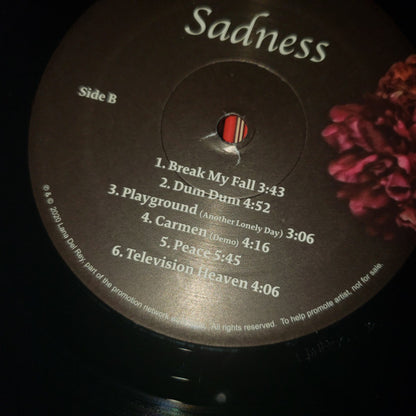 Sadness
Side B
1. Break My Fall 3:43
2. Dum Dum 4:52
3. Playground (Another Lonely Day) 3:06
4. Carmen (Demo) 4:16
5. Peace 5:45
6. Television Heaven 4:06
℗ & © 2020 Lana Del Rey, part of the promotion network All rights reserved. To help promote artist, not for sale.